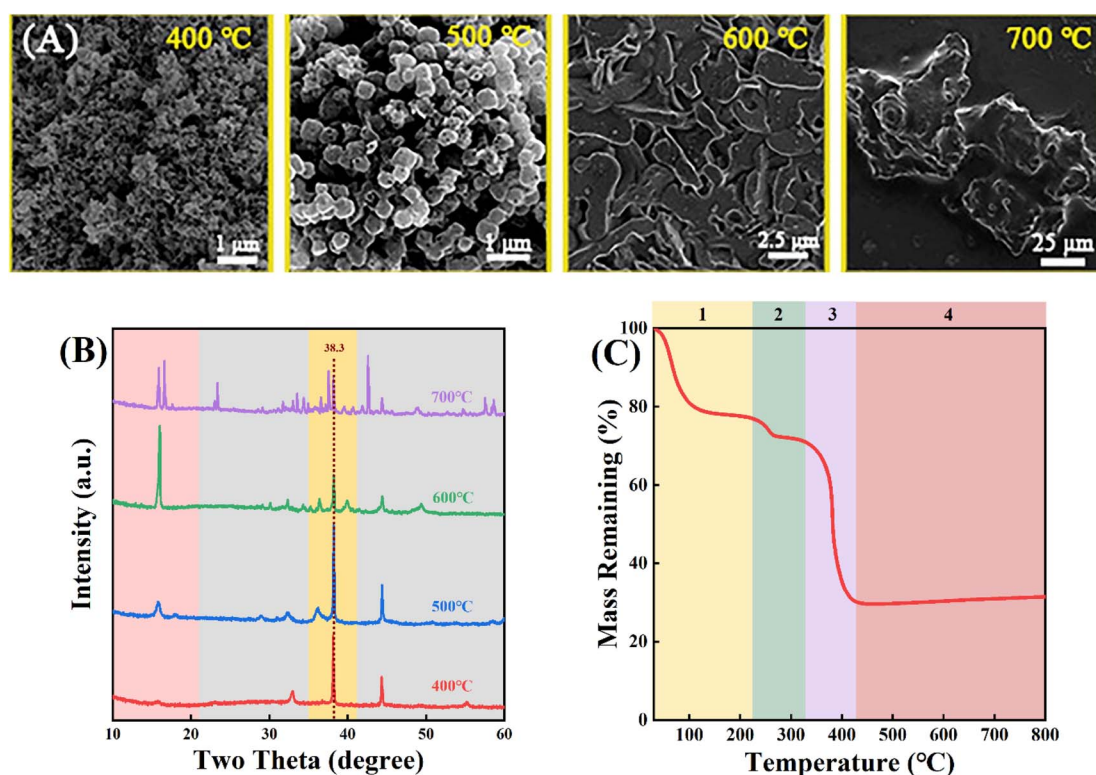 (A) 400 ℃ 500 ℃ 600 ℃ 700 ℃
1 μm 1 μm 2.5 μm 25 μm
(B)
38.3
700℃
600℃
500℃
400℃
Intensity (a.u.)
10 20 30 40 50 60
Two Theta (degree)
1 2 3 4
(C)
100
80
60
40
20
0
Mass Remaining (%)
100 200 300 400 500 600 700 800
Temperature (℃)